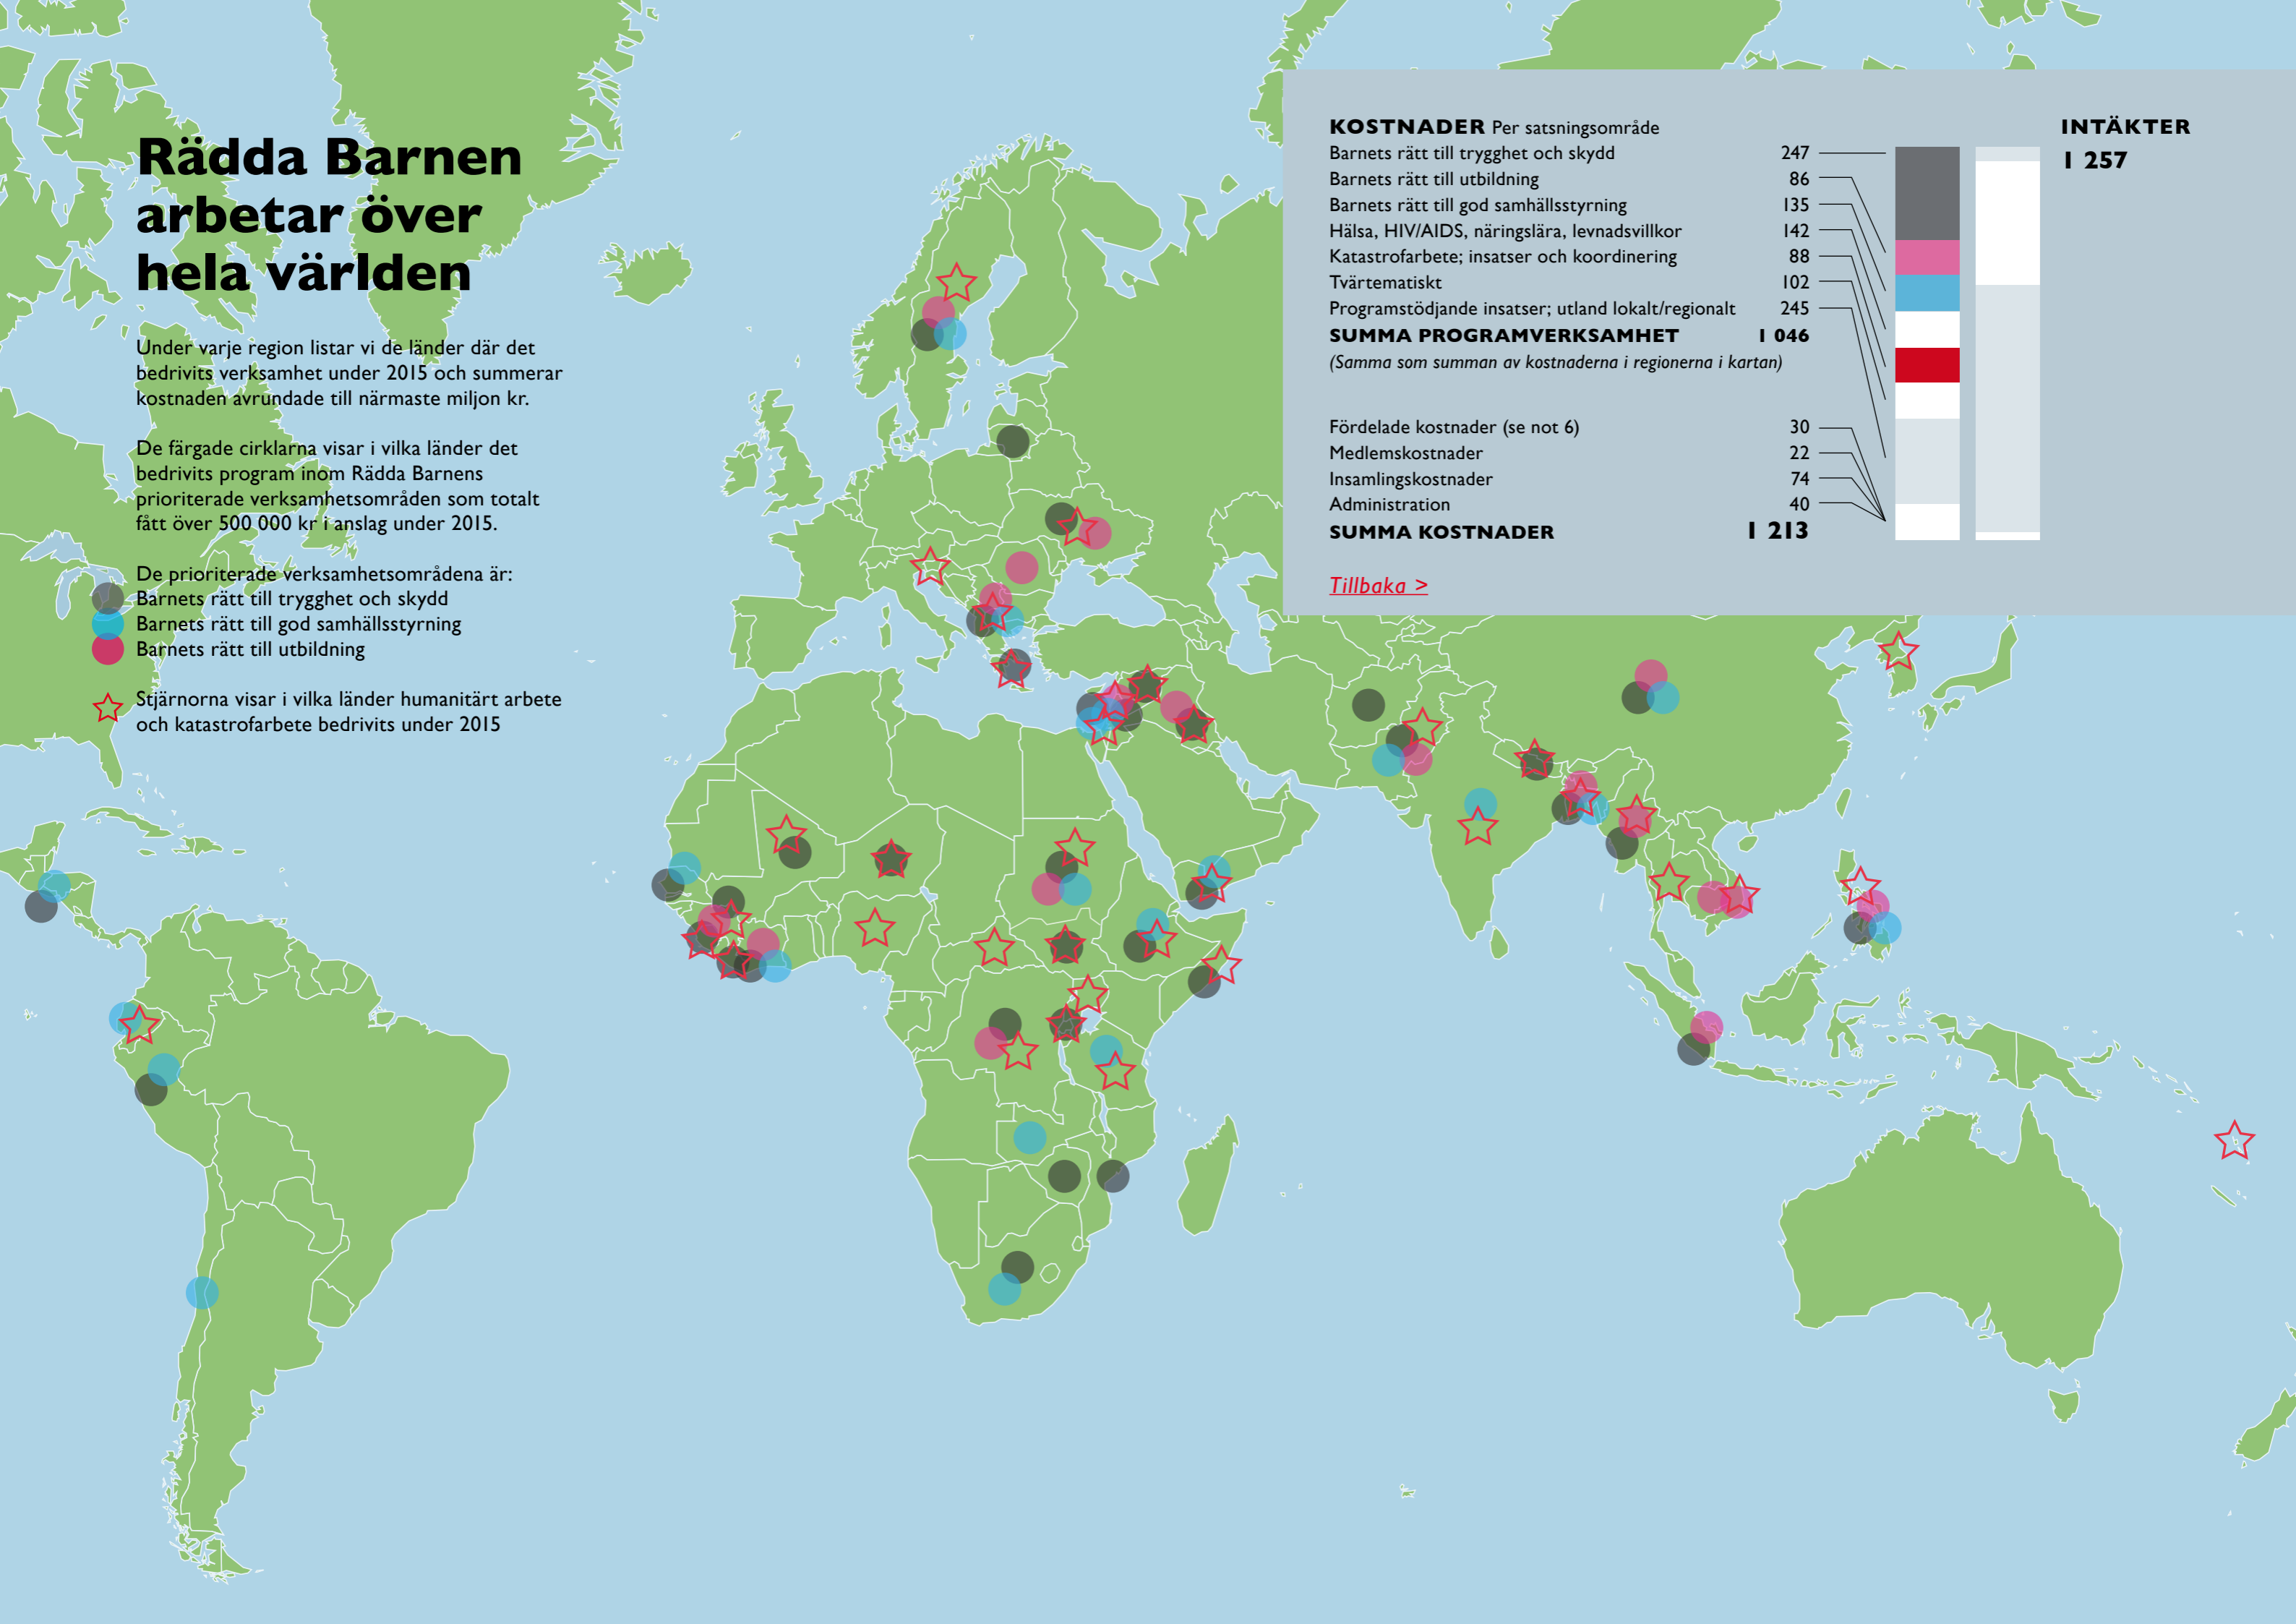 Rädda Barnen
arbetar över
hela världen
Under varje region listar vi de länder där det
bedrivits verksamhet under 2015 och summerar
kostnaden avrundade till närmaste miljon kr.
De färgade cirklarna visar i vilka länder det
bedrivits program inom Rädda Barnens
prioriterade verksamhetsområden som totalt
fått över 500 000 kr i anslag under 2015.
De prioriterade verksamhetsområdena är:
Barnets rätt till trygghet och skydd
Barnets rätt till god samhällsstyrning
Barnets rätt till utbildning
Stjärnorna visar i vilka länder humanitärt arbete
och katastrofarbete bedrivits under 2015
KOSTNADER Per satsningsområde
Barnets rätt till trygghet och skydd 247
Barnets rätt till utbildning 86
Barnets rätt till god samhällsstyrning 135
Hälsa, HIV/AIDS, näringslära, levnadsvillkor 142
Katastrofarbete; insatser och koordinering 88
Tvärtematiskt 102
Programstödjande insatser; utland lokalt/regionalt 245
SUMMA PROGRAMVERKSAMHET 1 046
(Samma som summan av kostnaderna i regionerna i kartan)
Fördelade kostnader (se not 6) 30
Medlemskostnader 22
Insamlingskostnader 74
Administration 40
SUMMA KOSTNADER 1 213
Tillbaka >
INTÄKTER
1 257